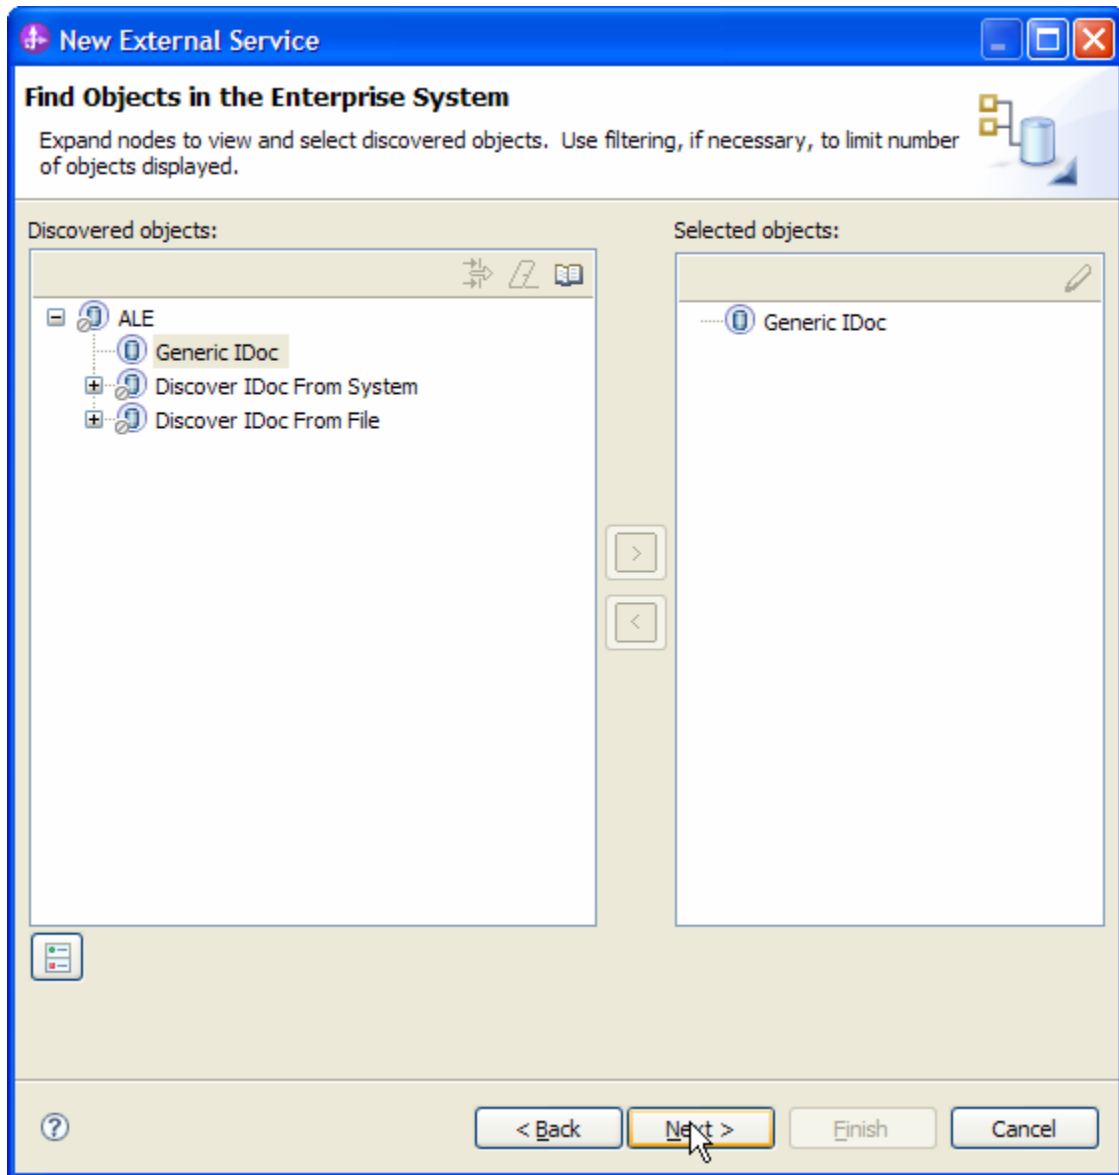 New External Service
Find Objects in the Enterprise System
Expand nodes to view and select discovered objects.  Use filtering, if necessary, to limit number
of objects displayed.
Discovered objects:
Selected objects:
ALE
Generic IDoc
Generic IDoc
Discover IDoc From System
Discover IDoc From File
>
<
?
< Back
Next >
Finish
Cancel